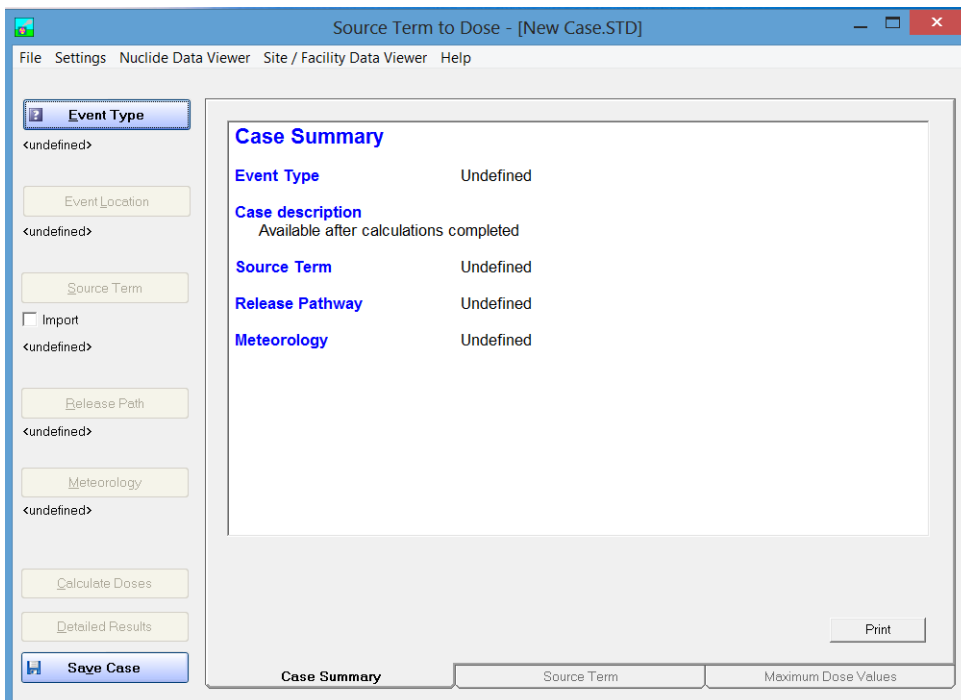 Source Term to Dose - [New Case.STD]
File Settings Nuclide Data Viewer Site / Facility Data Viewer Help
Event Type
<undefined>
Event Location
<undefined>
Source Term
Import
<undefined>
Release Path
<undefined>
Meteorology
<undefined>
Calculate Doses
Detailed Results
Save Case
Case Summary
Event Type Undefined
Case description
Available after calculations completed
Source Term Undefined
Release Pathway Undefined
Meteorology Undefined
Print
Case Summary Source Term Maximum Dose Values